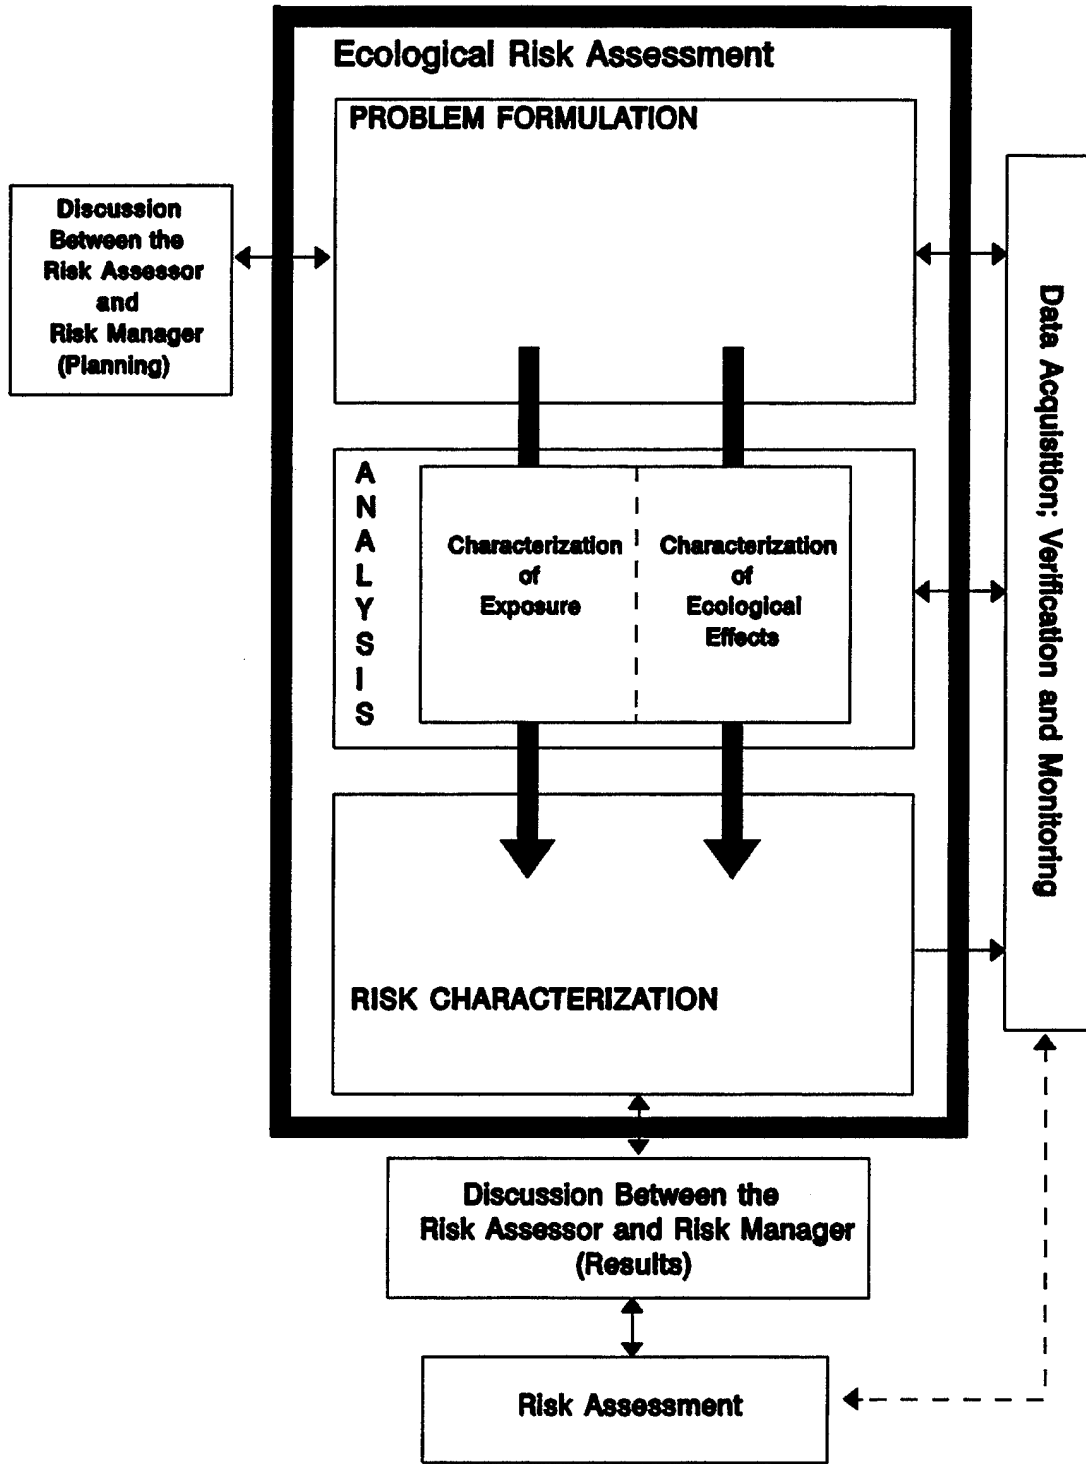 Ecological Risk Assessment
PROBLEM FORMULATION
Discussion
Between the
Risk Assessor
and
Risk Manager
(Planning)
ANALYSIS
Characterization
of
Exposure
Characterization
of
Ecological
Effects
Data Acquisition; Verification and Monitoring
RISK CHARACTERIZATION
Discussion Between the
Risk Assessor and Risk Manager
(Results)
Risk Assessment